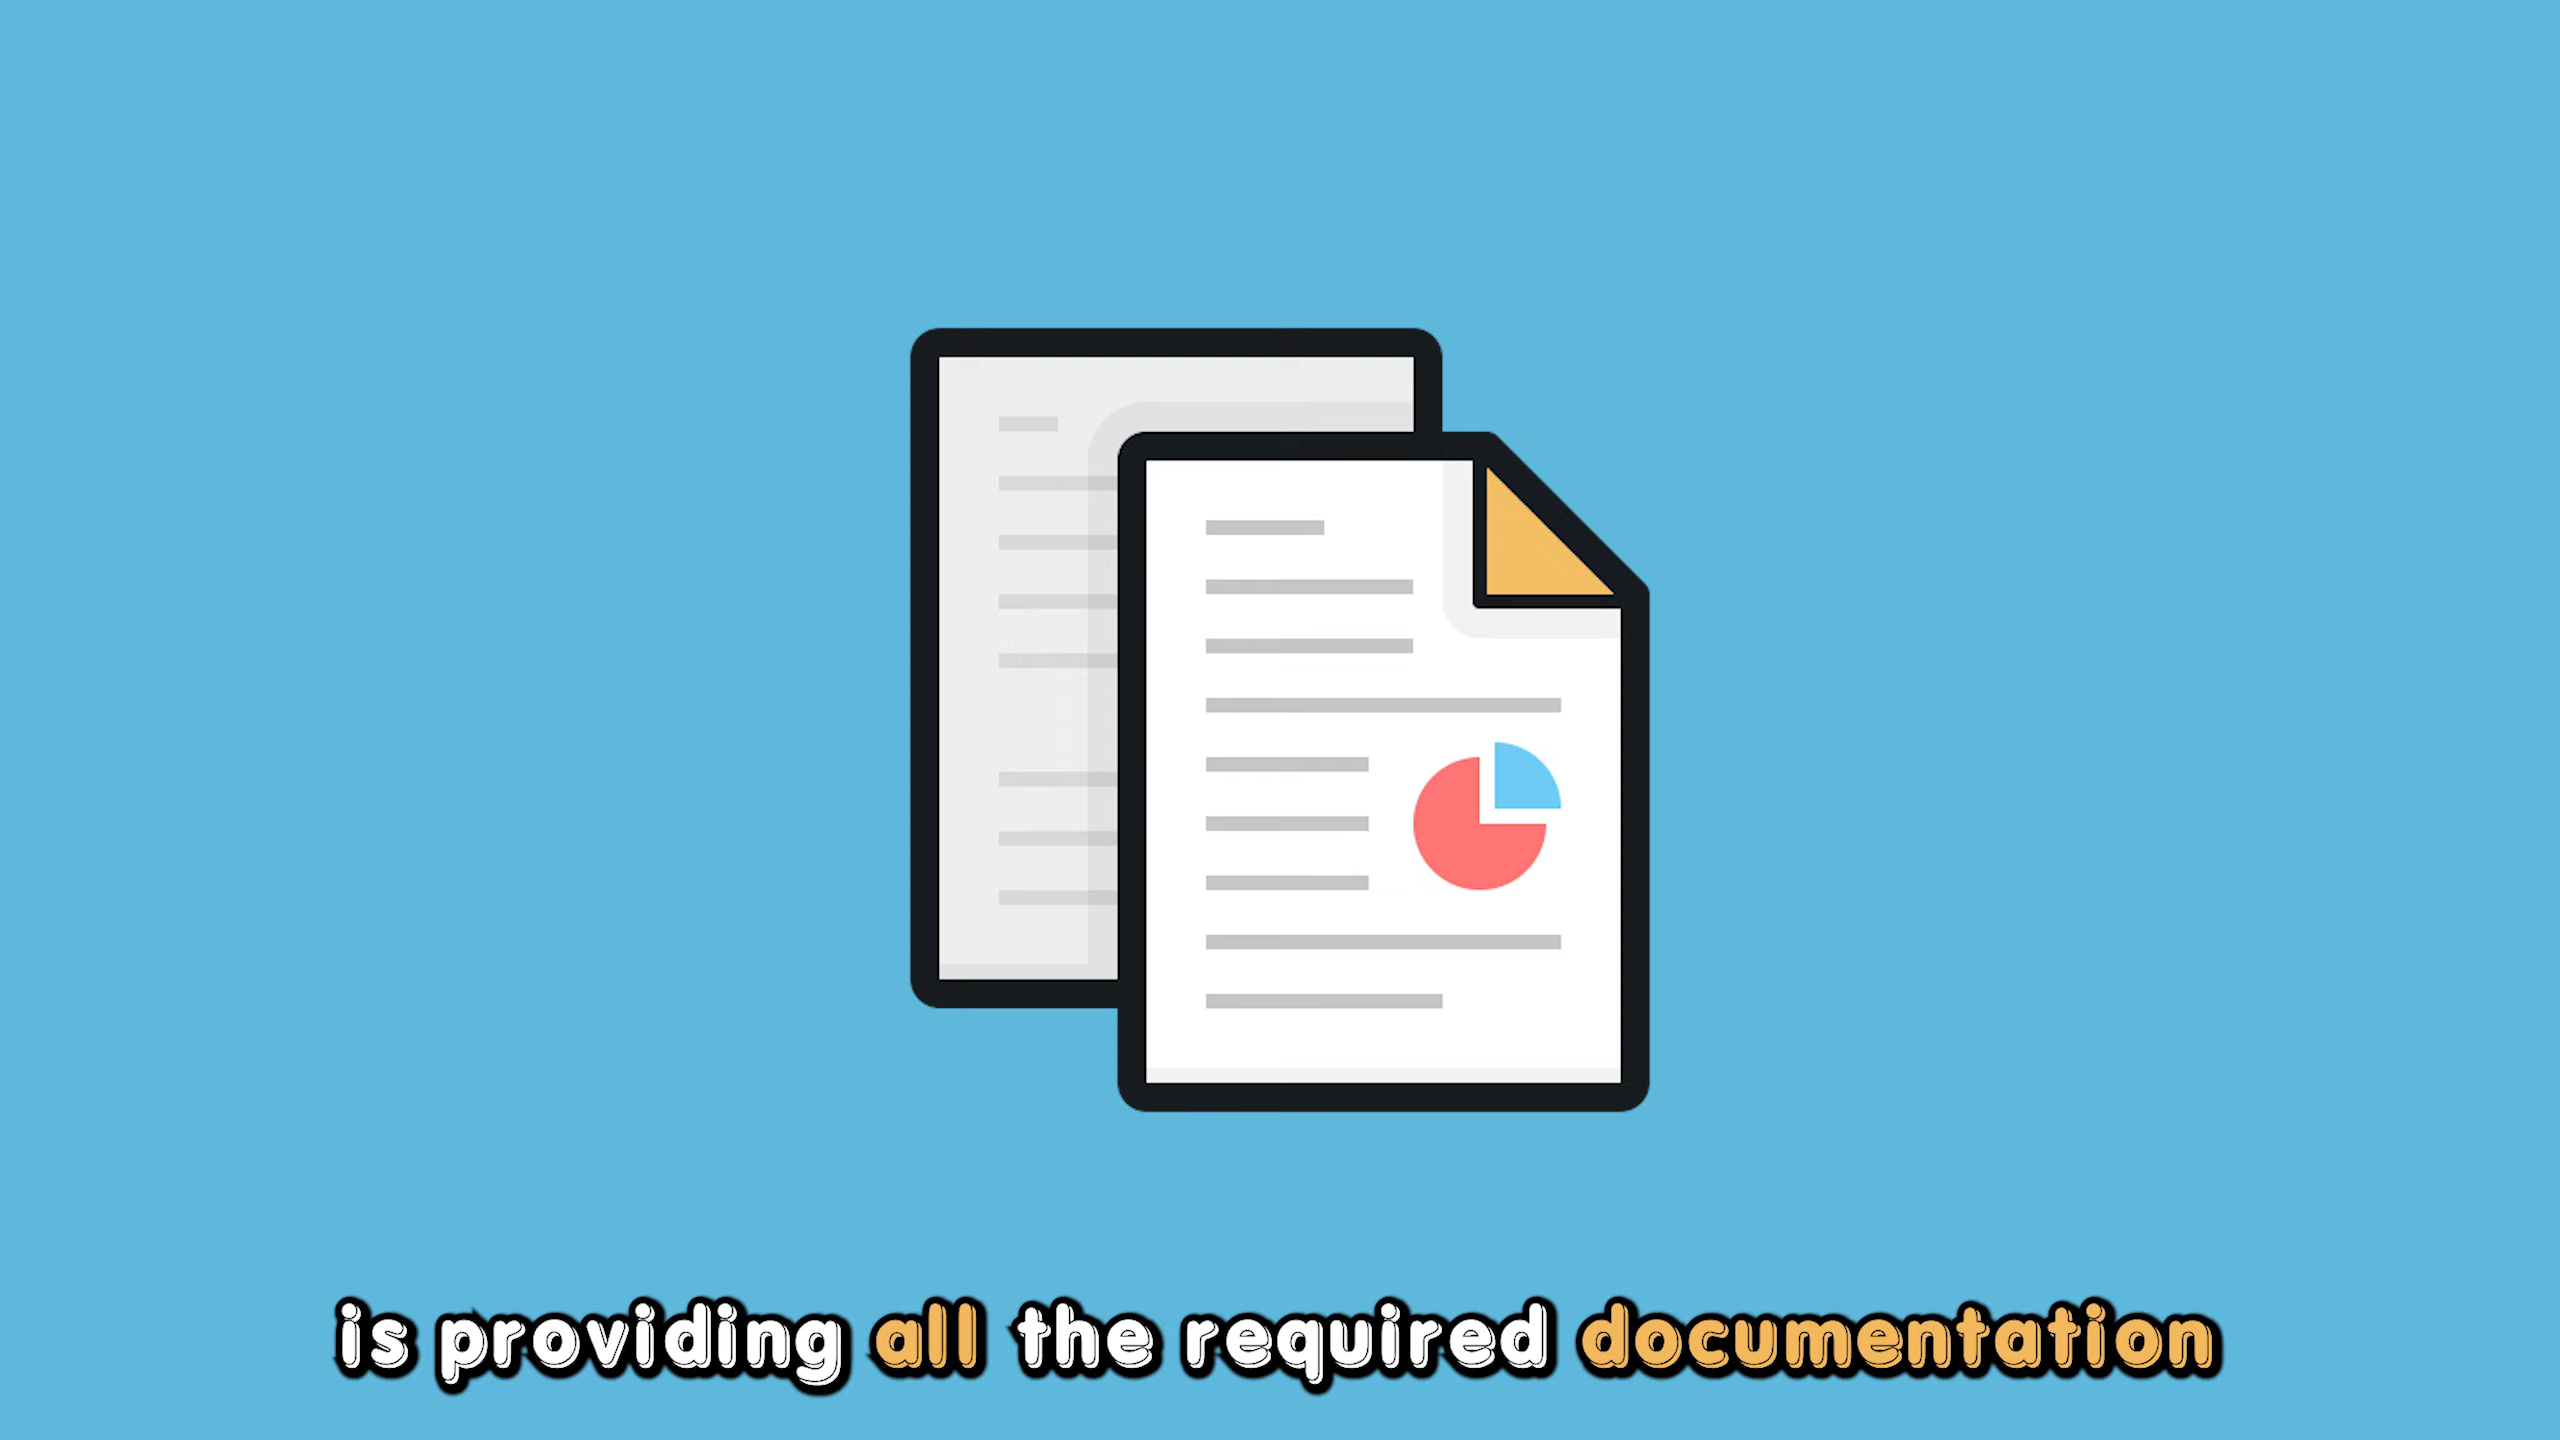 is providing all the required documentation